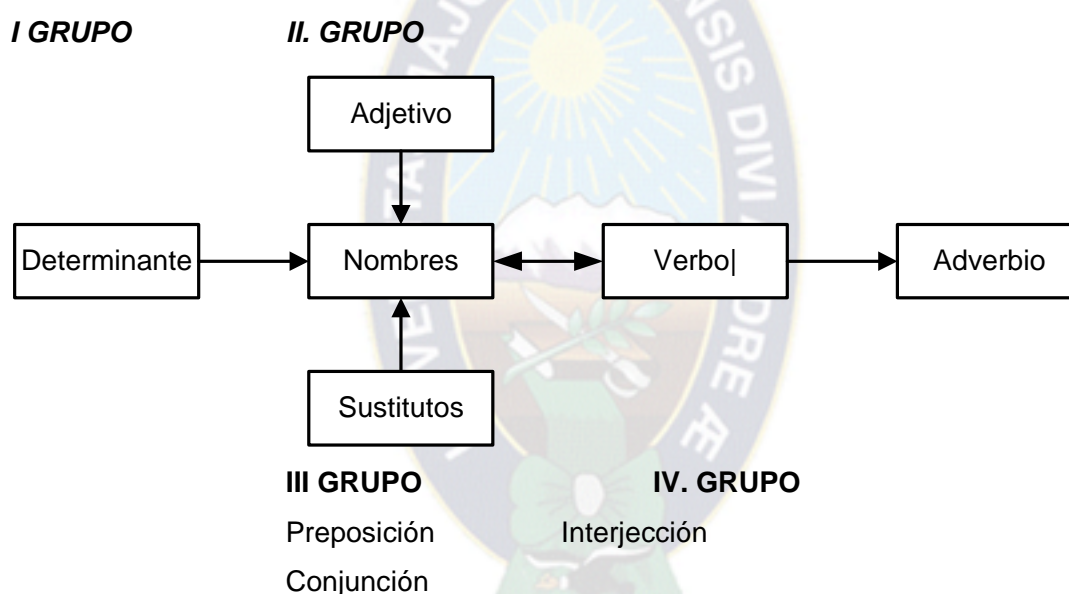 I GRUPO II. GRUPO
Adjetivo
Determinante Nombres Verbo| Adverbio
Sustitutos
III GRUPO IV. GRUPO
Preposición Interjección
Conjunción